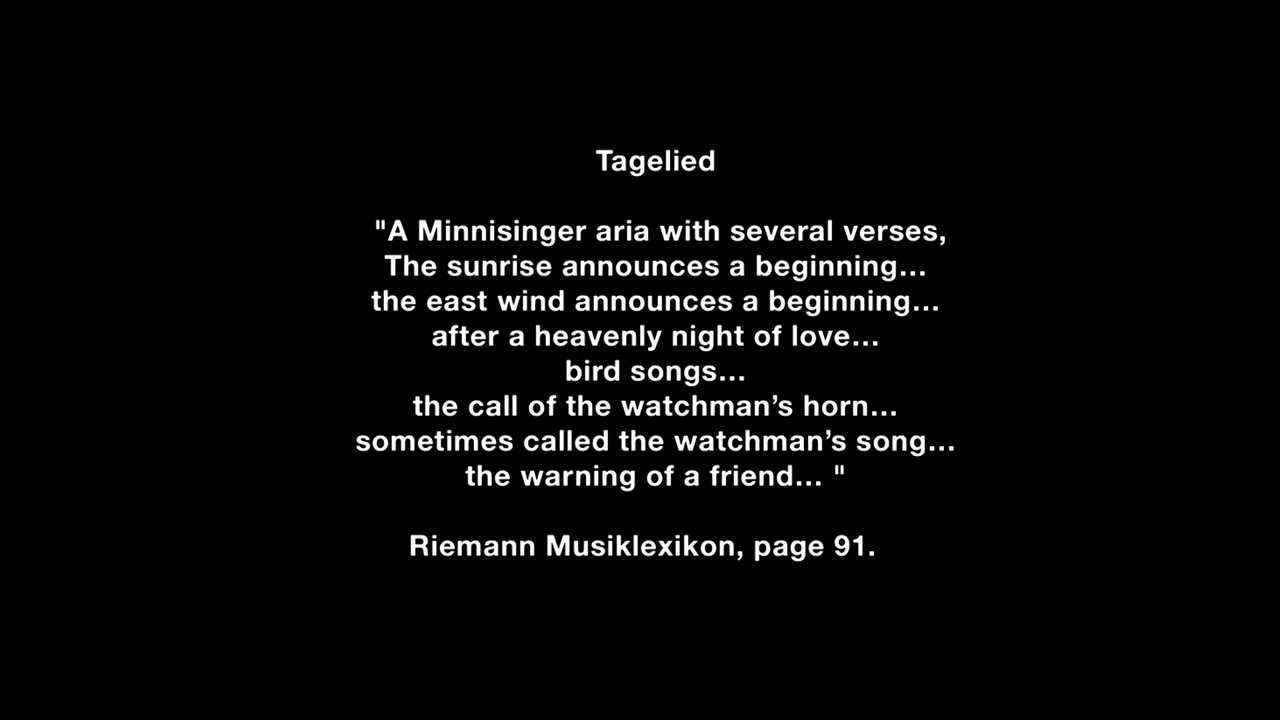 Tagelied
"A Minnisinger aria with several verses,
The sunrise announces a beginning...
the east wind announces a beginning...
after a heavenly night of love...
bird songs...
the call of the watchman’s horn...
sometimes called the watchman’s song...
the warning of a friend... "
Riemann Musiklexikon, page 91.